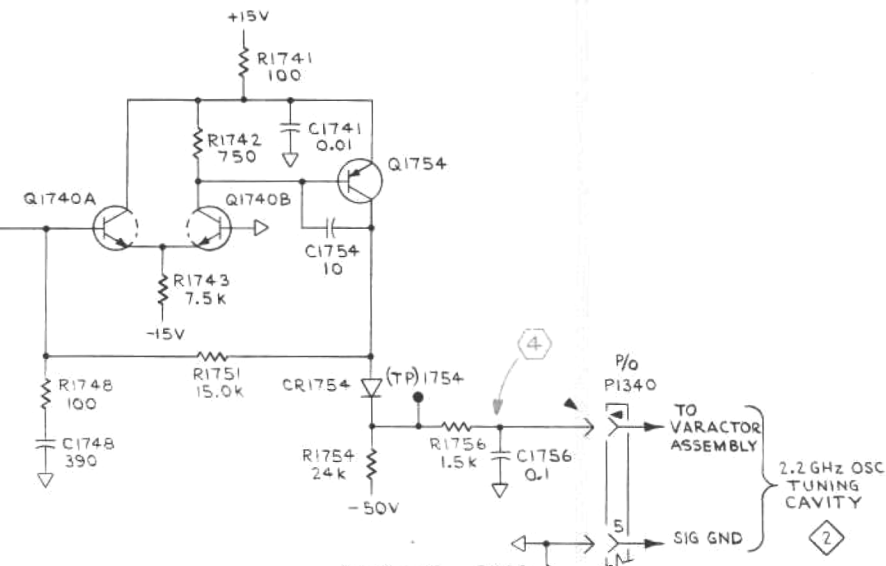 +15V
R1741
100
R1742
750
C1741
0.01
Q1754
Q1740A
Q1740B
C1754
10
R1743
7.5K
-15V
R1751
15.0K
4
P/O
P1340
R1748
100
CR1754
(TP)1754
TO
VARACTOR
ASSEMBLY
C1748
390
R1754
24K
R1756
1.5K
C1756
0.1
2.2GHZ OSC
TUNING
CAVITY
-50V
5
SIG GND
2